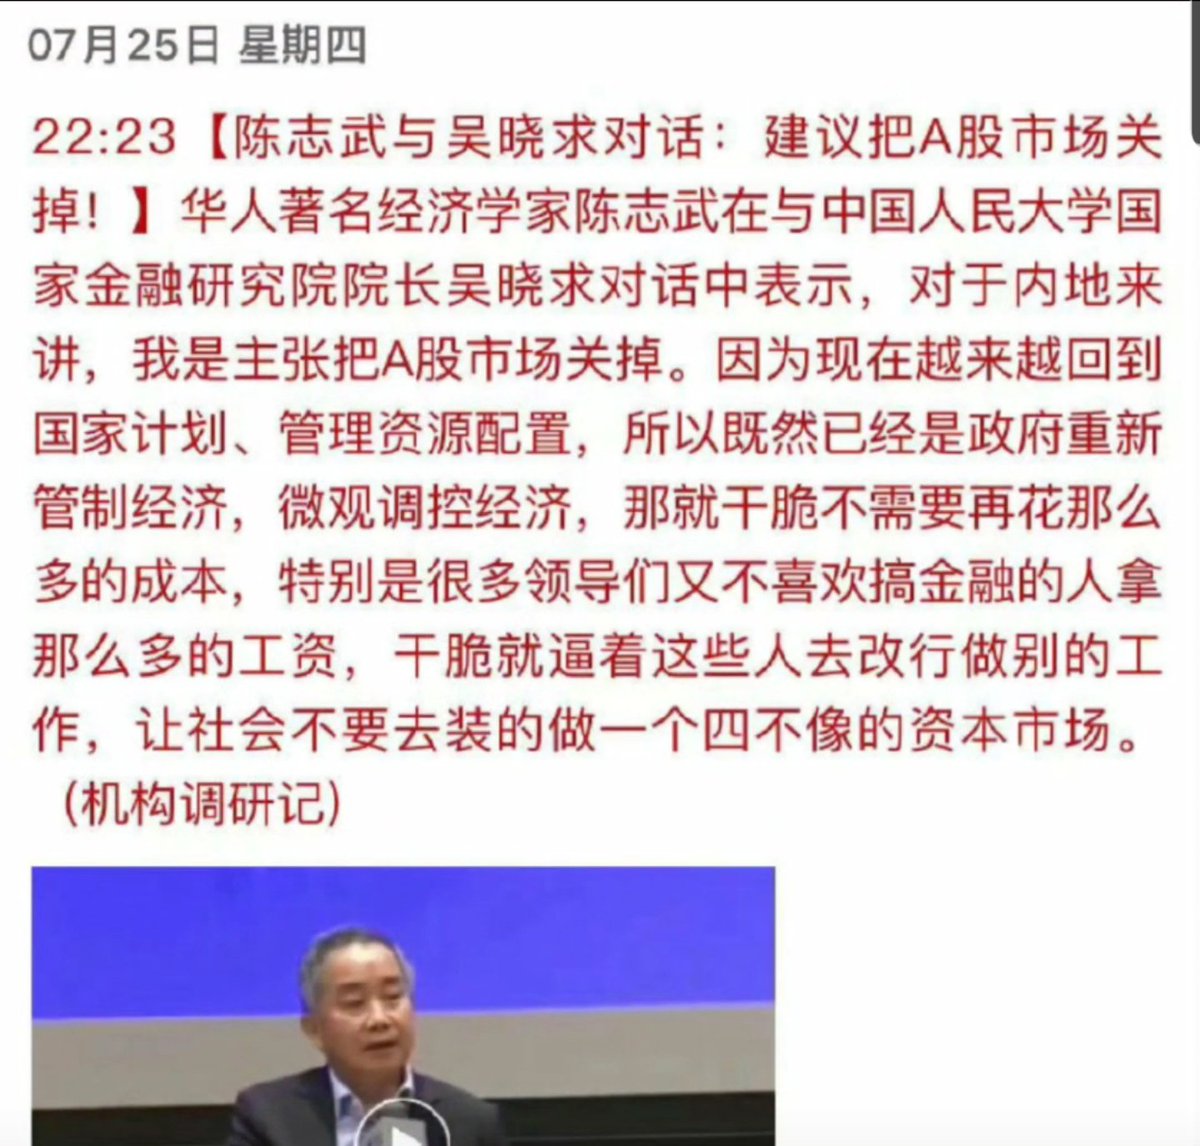 07月25日 星期四
22:23【陈志武与吴晓求对话：建议把A股市场关
掉！】华人著名经济学家陈志武在与中国人民大学国
家金融研究院院长吴晓求对话中表示，对于内地来
讲，我是主张把A股市场关掉。因为现在越来越回到
国家计划、管理资源配置，所以既然已经是政府重新
管制经济，微观调控经济，那就干脆不需要再花那么
多的成本，特别是很多领导们又不喜欢搞金融的人拿
那么多的工资，干脆就逼着这些人去改行做别的工
作，让社会不要去装的做一个四不像的资本市场。
（机构调研记）